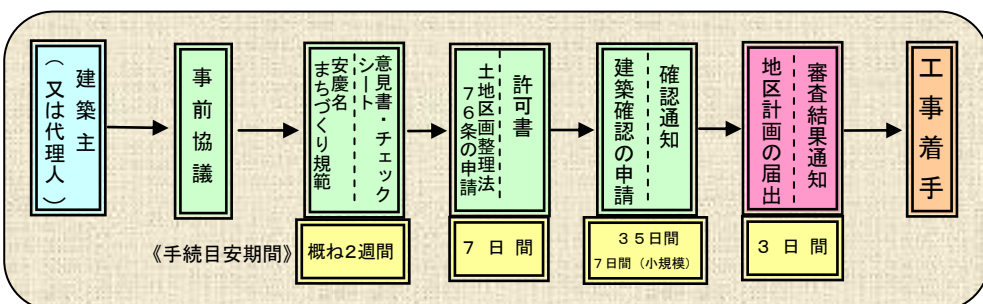 建築主
（又は代理人）
事前協議
意見書・チェック
シート
安慶名
まちづくり規範
許可書
土地区画整理法
７６条の申請
確認通知
建築確認の申請
審査結果通知
地区計画の届出
工事着手
《手続目安期間》
概ね２週間
７日間
３５日間
７日間（小規模）
３日間